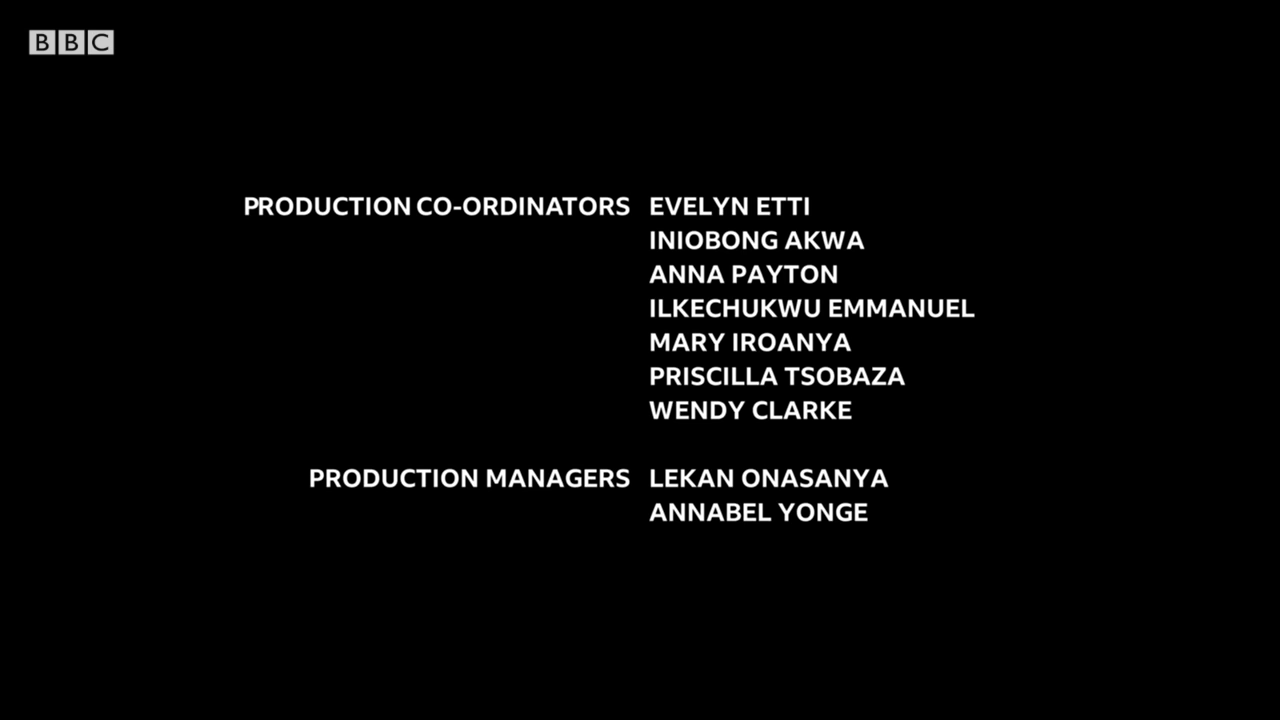 BBC
PRODUCTION CO-ORDINATORS EVELYN ETTI
INIOBONG AKWA
ANNA PAYTON
ILKECHUKWU EMMANUEL
MARY IROANYA
PRISCILLA TSOBAZA
WENDY CLARKE
PRODUCTION MANAGERS LEKAN ONASANYA
ANNABEL YONGE